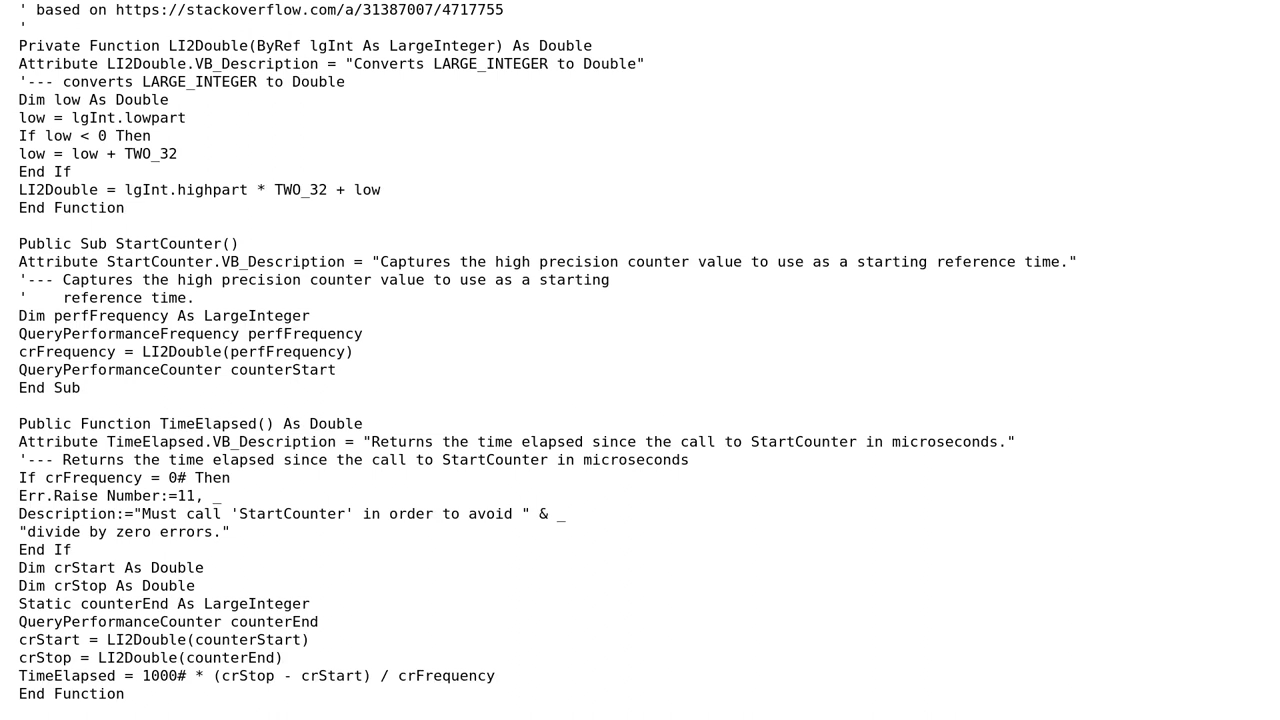 ' based on https://stackoverflow.com/a/31387007/4717755
'
Private Function LI2Double(ByRef lgInt As LargeInteger) As Double
Attribute LI2Double.VB_Description = "Converts LARGE_INTEGER to Double"
'--- converts LARGE_INTEGER to Double
Dim low As Double
low = lgInt.lowpart
If low < 0 Then
low = low + TWO_32
End If
LI2Double = lgInt.highpart * TWO_32 + low
End Function

Public Sub StartCounter()
Attribute StartCounter.VB_Description = "Captures the high precision counter value to use as a starting reference time."
'--- Captures the high precision counter value to use as a starting
'    reference time.
Dim perfFrequency As LargeInteger
QueryPerformanceFrequency perfFrequency
crFrequency = LI2Double(perfFrequency)
QueryPerformanceCounter counterStart
End Sub

Public Function TimeElapsed() As Double
Attribute TimeElapsed.VB_Description = "Returns the time elapsed since the call to StartCounter in microseconds."
'--- Returns the time elapsed since the call to StartCounter in microseconds
If crFrequency = 0# Then
Err.Raise Number:=11, _
Description:="Must call 'StartCounter' in order to avoid " & _
"divide by zero errors."
End If
Dim crStart As Double
Dim crStop As Double
Static counterEnd As LargeInteger
QueryPerformanceCounter counterEnd
crStart = LI2Double(counterStart)
crStop = LI2Double(counterEnd)
TimeElapsed = 1000# * (crStop - crStart) / crFrequency
End Function